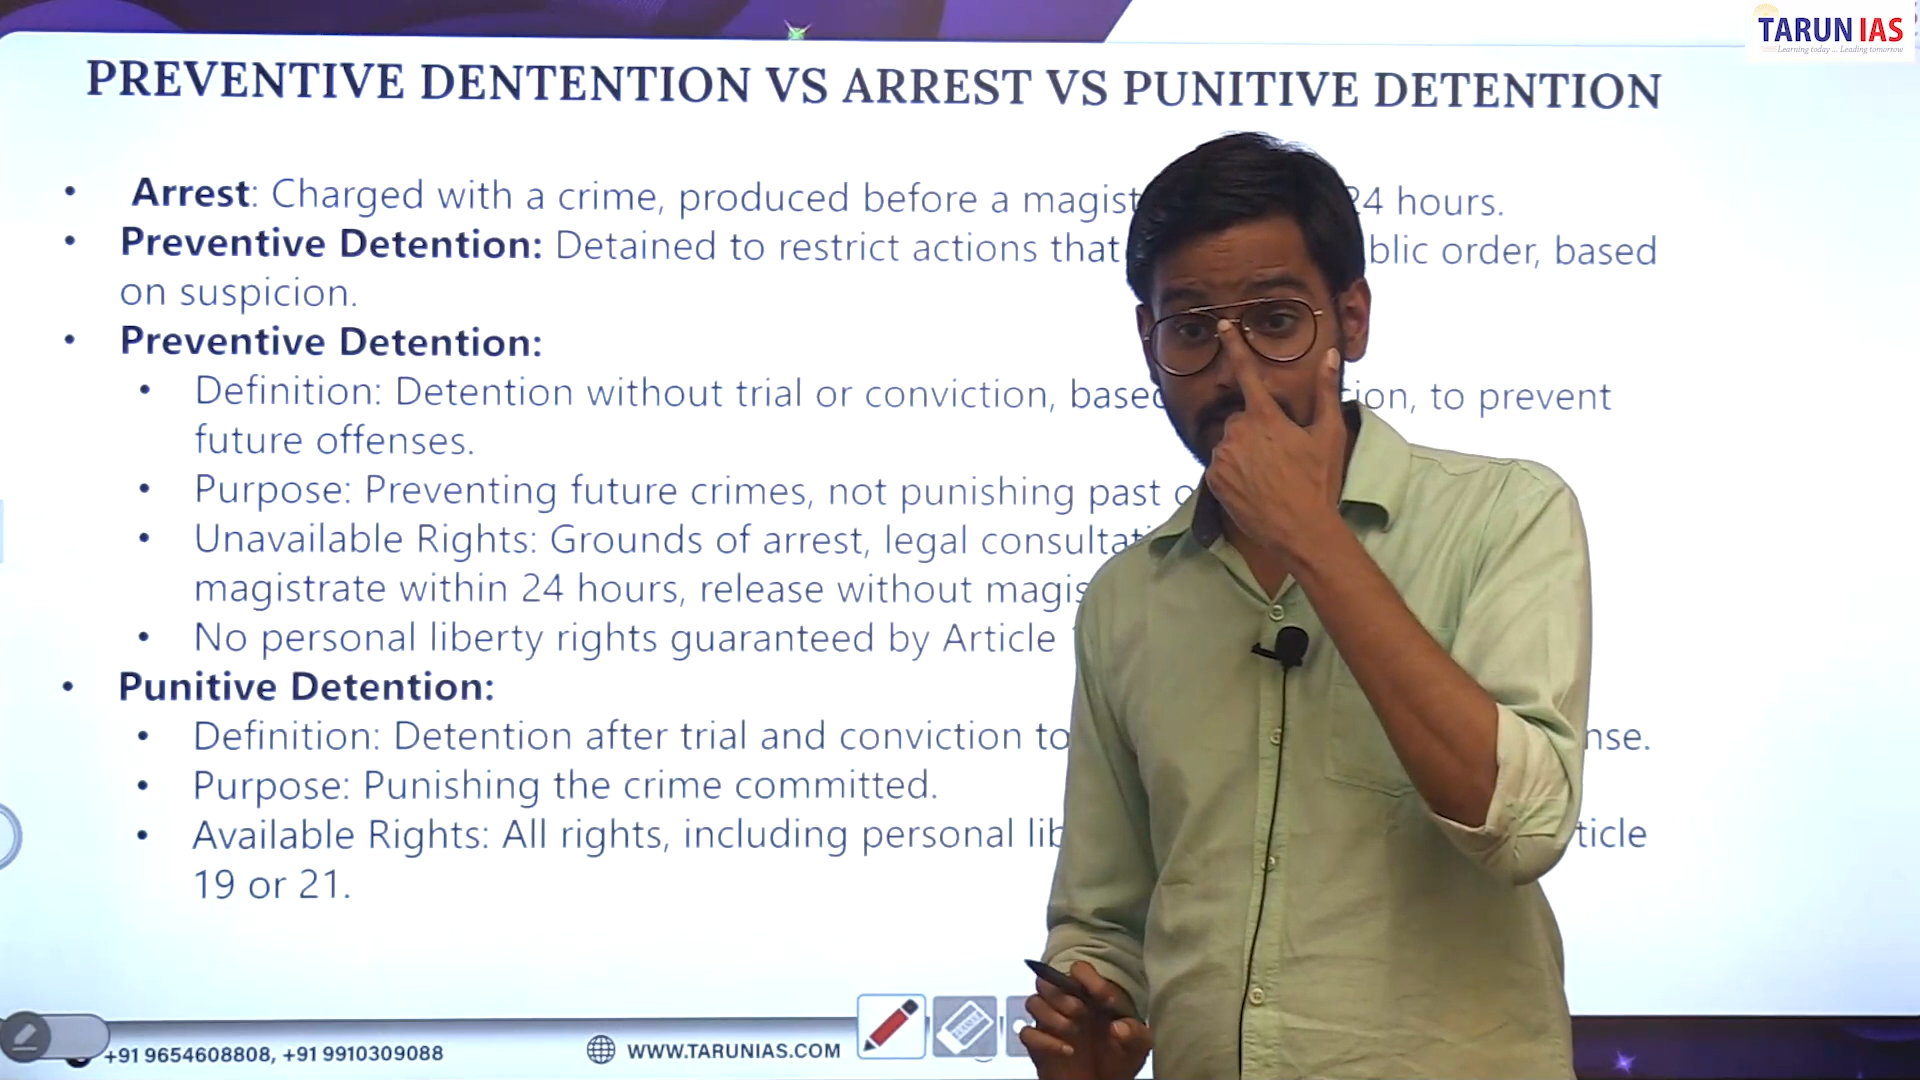 TARUN IAS
Learning today ... Leading tomorrow
PREVENTIVE DENTENTION VS ARREST VS PUNITIVE DETENTION
• Arrest: Charged with a crime, produced before a magist 24 hours.
• Preventive Detention: Detained to restrict actions that blic order, based
on suspicion.
• Preventive Detention:
• Definition: Detention without trial or conviction, based ion, to prevent
future offenses.
• Purpose: Preventing future crimes, not punishing past
• Unavailable Rights: Grounds of arrest, legal consultat
magistrate within 24 hours, release without magis
• No personal liberty rights guaranteed by Article
• Punitive Detention:
• Definition: Detention after trial and conviction to nse.
• Purpose: Punishing the crime committed.
• Available Rights: All rights, including personal lib ticle
19 or 21.
+91 9654608808, +91 9910309088
WWW.TARUNIAS.COM